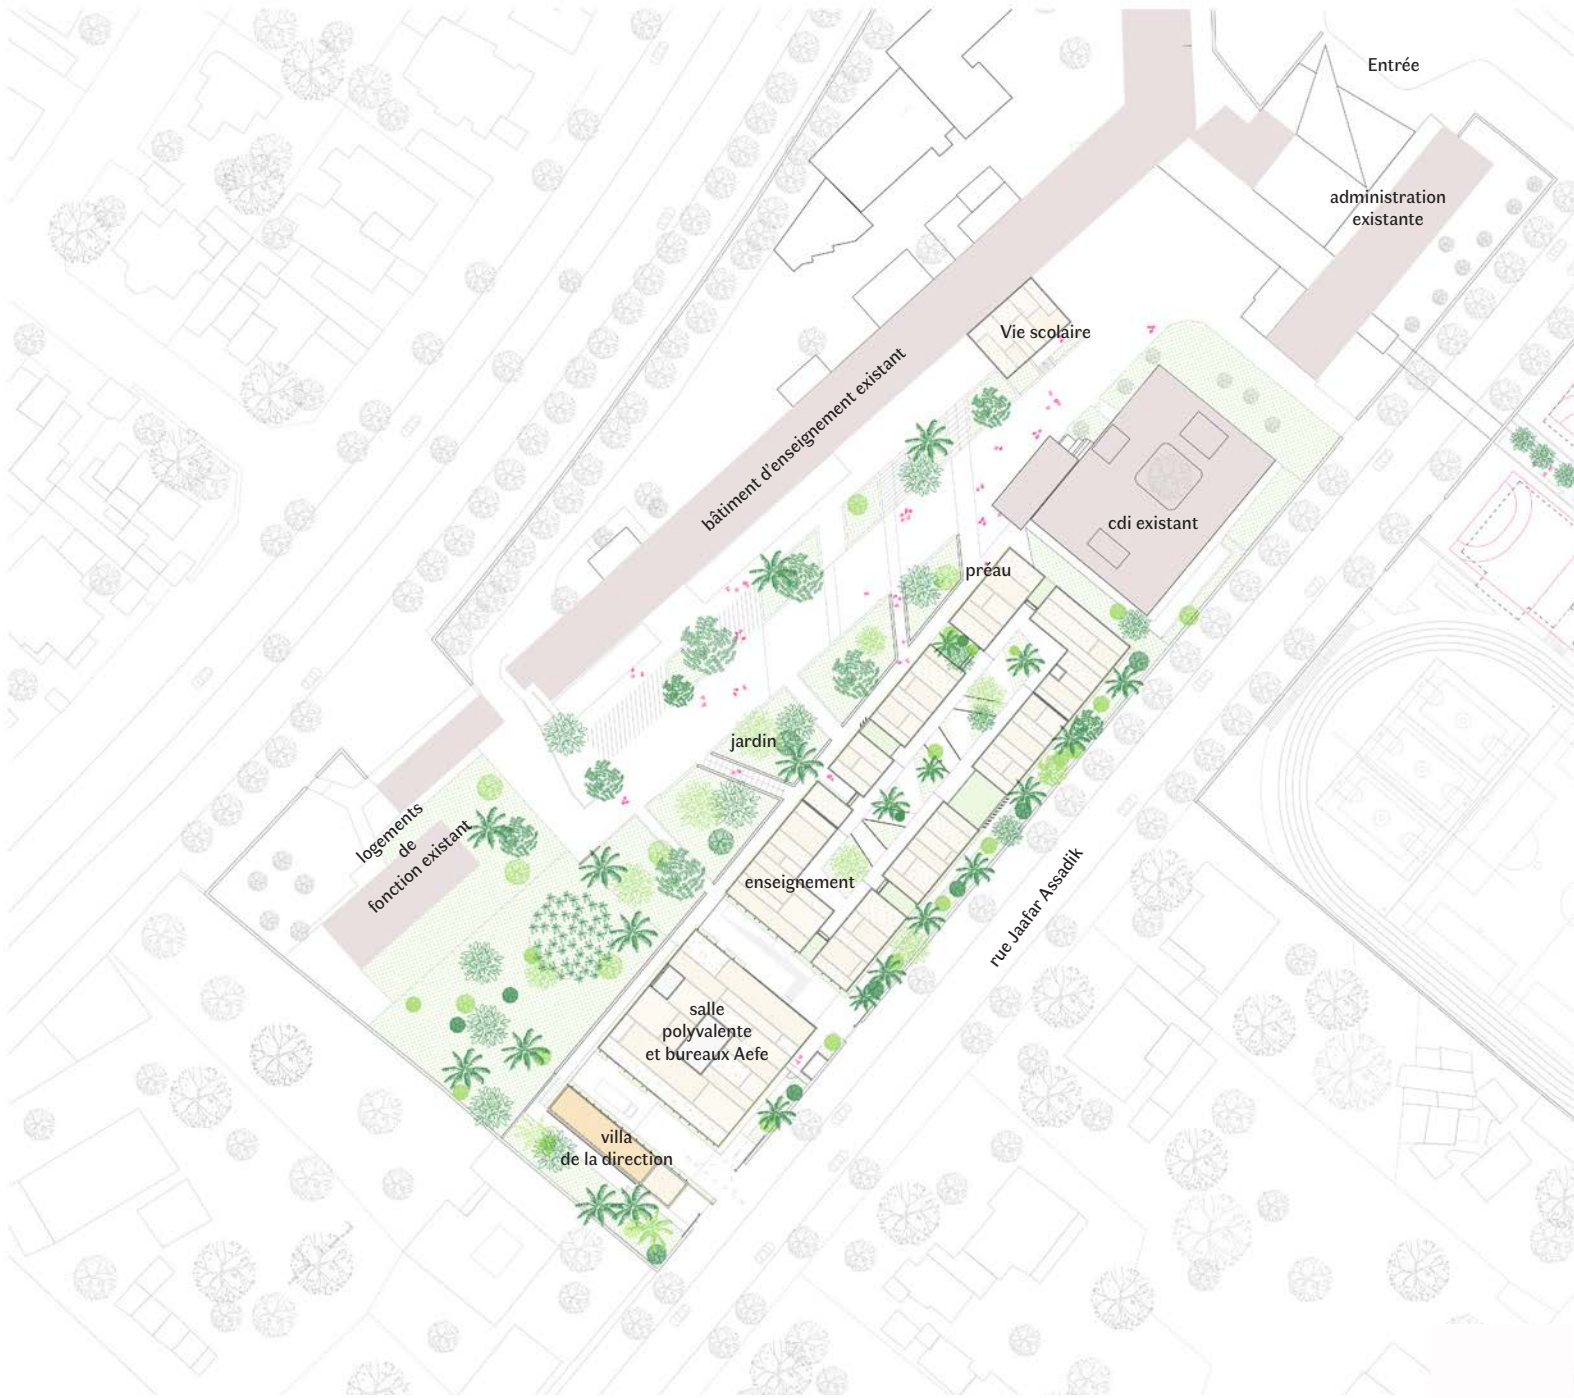 Entrée
administration
existante
Vie scolaire
bâtiment d'enseignement existant
cdi existant
préau
jardin
logements
de
fonction existant
enseignement
rue Jaafar Assadik
salle
polyvalente
et bureaux Aefe
villa
de la direction